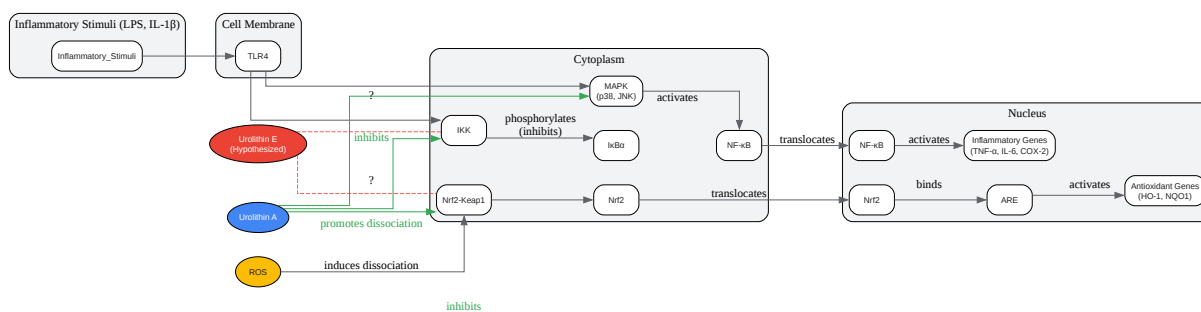 Inflammatory Stimuli (LPS, IL-1β)
Inflammatory_Stimuli
Cell Membrane
TLR4
Cytoplasm
MAPK
(p38, JNK)
activates
?
IKK
phosphorylates
(inhibits)
IκBα
NF-κB
translocates
Nucleus
NF-κB
activates
Inflammatory Genes
(TNF-α, IL-6, COX-2)
Urolithin E
(Hypothesized)
inhibits
?
Nrf2-Keap1
Nrf2
translocates
Nrf2
binds
ARE
activates
Antioxidant Genes
(HO-1, NQO1)
Urolithin A
promotes dissociation
ROS
induces dissociation
inhibits